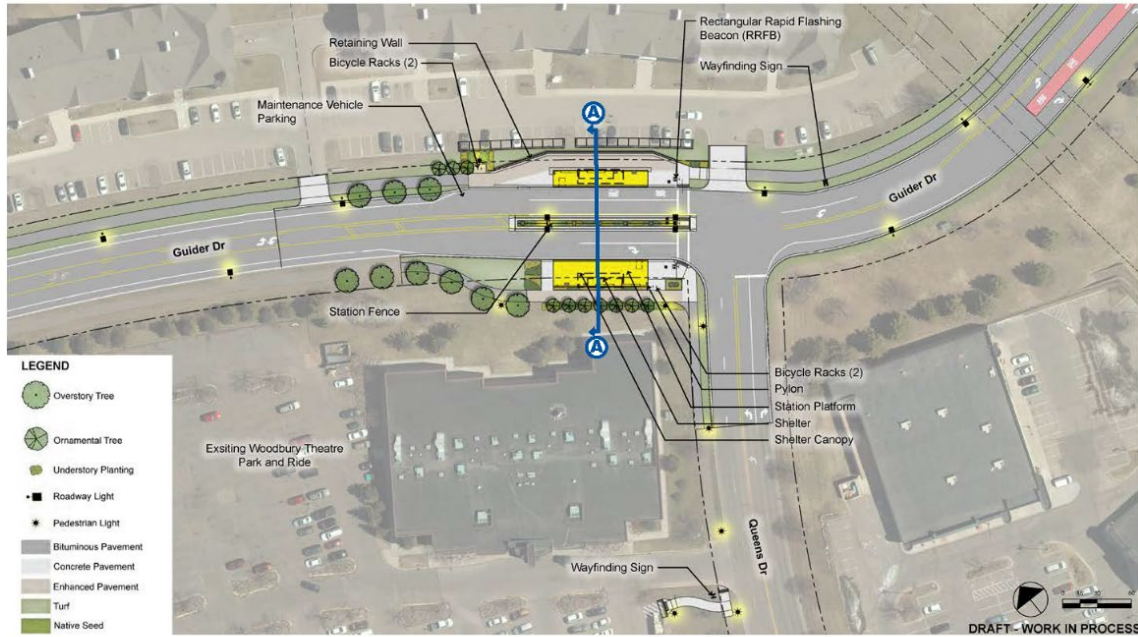 Retaining Wall
Bicycle Racks (2)
Maintenance Vehicle
Parking
Rectangular Rapid Flashing
Beacon (RRFB)
Wayfinding Sign
A
Guider Dr
Guider Dr
Station Fence
A
Bicycle Racks (2)
Pylon
Station Platform
Shelter
Shelter Canopy
Exsiting Woodbury Theatre
Park and Ride
Queens Dr
Wayfinding Sign
LEGEND
Overstory Tree
Ornamental Tree
Understory Planting
Roadway Light
Pedestrian Light
Bituminous Pavement
Concrete Pavement
Enhanced Pavement
Turf
Native Seed
DRAFT - WORK IN PROCESS